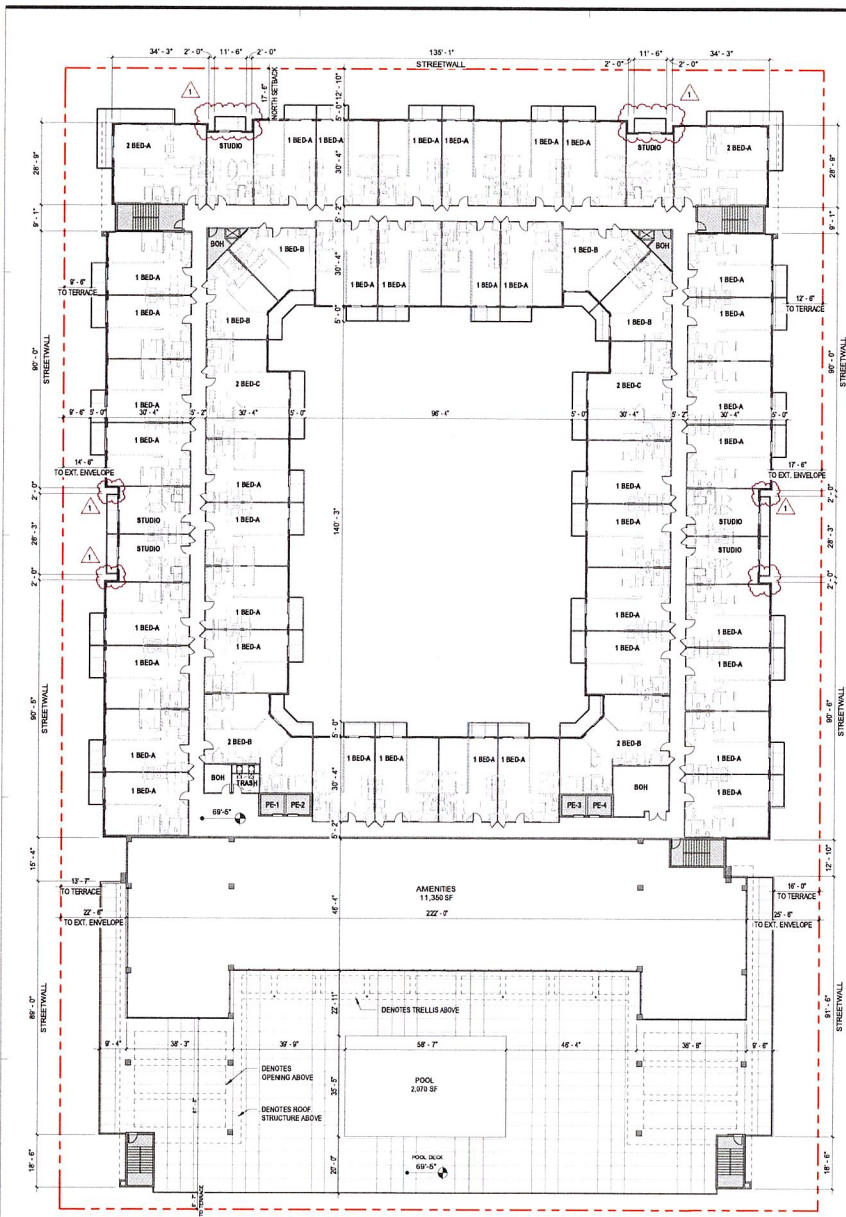 34' - 3"
2' - 0"
11' - 6"
2' - 0"
135' - 1"
STREETWALL
11' - 6"
2' - 0"
2' - 0"
34' - 3"
1
17' - 6"
NORTH SETBACK
12' - 10"
5' - 0"
1
28' - 9"
2 BED-A
STUDIO
1 BED-A
1 BED-A
30' - 4"
1 BED-A
1 BED-A
1 BED-A
1 BED-A
STUDIO
2 BED-A
28' - 9"
9' - 1"
5' - 2"
9' - 1"
BOH
1 BED-B
30' - 4"
1 BED-A
1 BED-A
1 BED-A
1 BED-A
1 BED-B
BOH
1 BED-A
1 BED-A
9' - 6"
TO TERRACE
12' - 6"
TO TERRACE
1 BED-A
1 BED-B
5' - 0"
1 BED-B
1 BED-A
90' - 0"
STREETWALL
2 BED-C
2 BED-C
90' - 0"
STREETWALL
1 BED-A
1 BED-A
9' - 6"
5' - 0"
30' - 4"
5' - 2"
30' - 4"
5' - 0"
96' - 4"
5' - 0"
30' - 4"
5' - 2"
30' - 4"
5' - 0"
1 BED-A
1 BED-A
14' - 6"
TO EXT. ENVELOPE
17' - 6"
TO EXT. ENVELOPE
2' - 0"
1 BED-A
1 BED-A
2' - 0"
1
STUDIO
1 BED-A
140' - 3"
1 BED-A
STUDIO
1
28' - 3"
STUDIO
STUDIO
28' - 3"
1
2' - 0"
2' - 0"
1 BED-A
1 BED-A
1 BED-A
1 BED-A
1 BED-A
1 BED-A
1 BED-A
1 BED-A
90' - 5"
STREETWALL
90' - 6"
STREETWALL
5' - 0"
1 BED-A
2 BED-B
1 BED-A
1 BED-A
1 BED-A
1 BED-A
2 BED-B
1 BED-A
1 BED-A
BOH
TRASH
30' - 4"
BOH
1 BED-A
PE-1
PE-2
PE-3
PE-4
69'-5"
5' - 2"
15' - 4"
12' - 10"
13' - 7"
TO TERRACE
AMENITIES
11,350 SF
16' - 0"
TO TERRACE
22' - 6"
TO EXT. ENVELOPE
46' - 4"
222' - 0"
25' - 6"
TO EXT. ENVELOPE
89' - 0"
STREETWALL
22' - 11"
DENOTES TRELLIS ABOVE
91' - 6"
STREETWALL
9' - 4"
38' - 3"
39' - 9"
58' - 7"
46' - 4"
38' - 8"
9' - 6"
DENOTES
OPENING ABOVE
35' - 5"
POOL
2,070 SF
DENOTES ROOF
STRUCTURE ABOVE
18' - 6"
20' - 0"
POOL DECK
69'-5"
18' - 6"
TO TERRACE